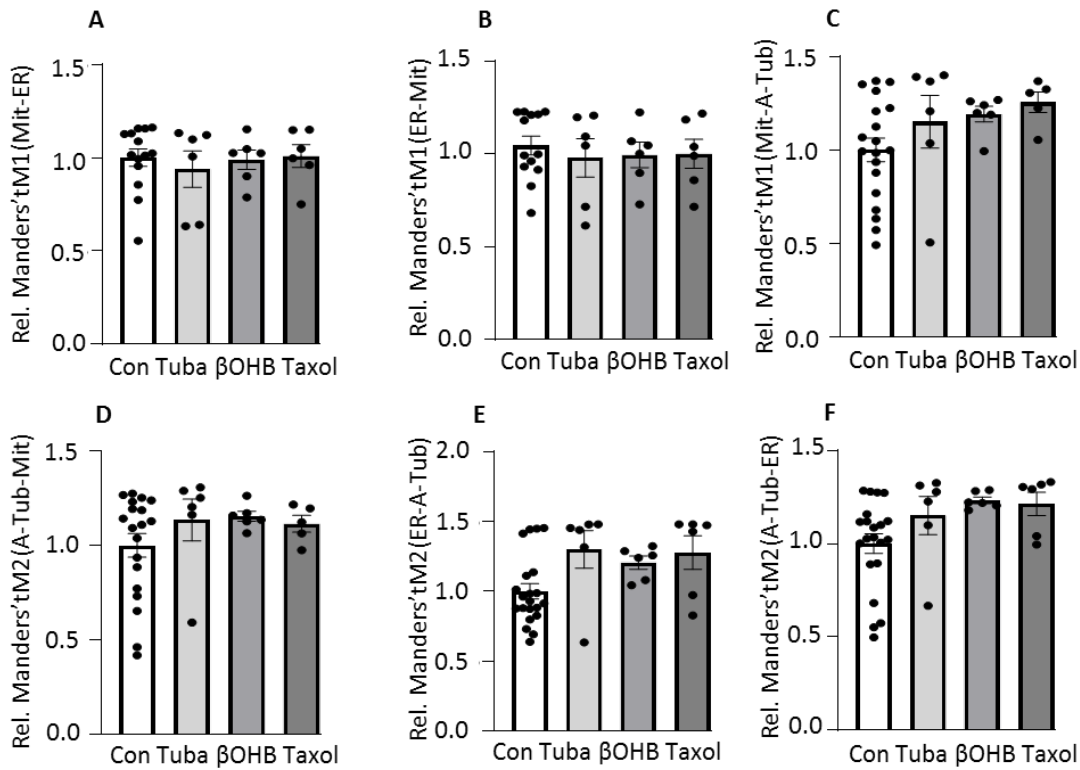 A
Rel. Manders'tM1(Mit-ER)
1.5
1.0
0.5
0.0
Con Tuba βOHB Taxol
B
Rel. Manders'tM1(ER-Mit)
1.5
1.0
0.5
0.0
Con Tuba βOHB Taxol
C
Rel. Manders'tM1(Mit-A-Tub)
1.5
1.0
0.5
0.0
Con Tuba βOHB Taxol
D
Rel. Manders'tM2(A-Tub-Mit)
1.5
1.0
0.5
0.0
Con Tuba βOHB Taxol
E
Rel. Manders'tM2(ER-A-Tub)
2.0
1.5
1.0
0.5
0.0
Con Tuba βOHB Taxol
F
Rel. Manders'tM2(A-Tub-ER)
1.5
1.0
0.5
0.0
Con Tuba βOHB Taxol